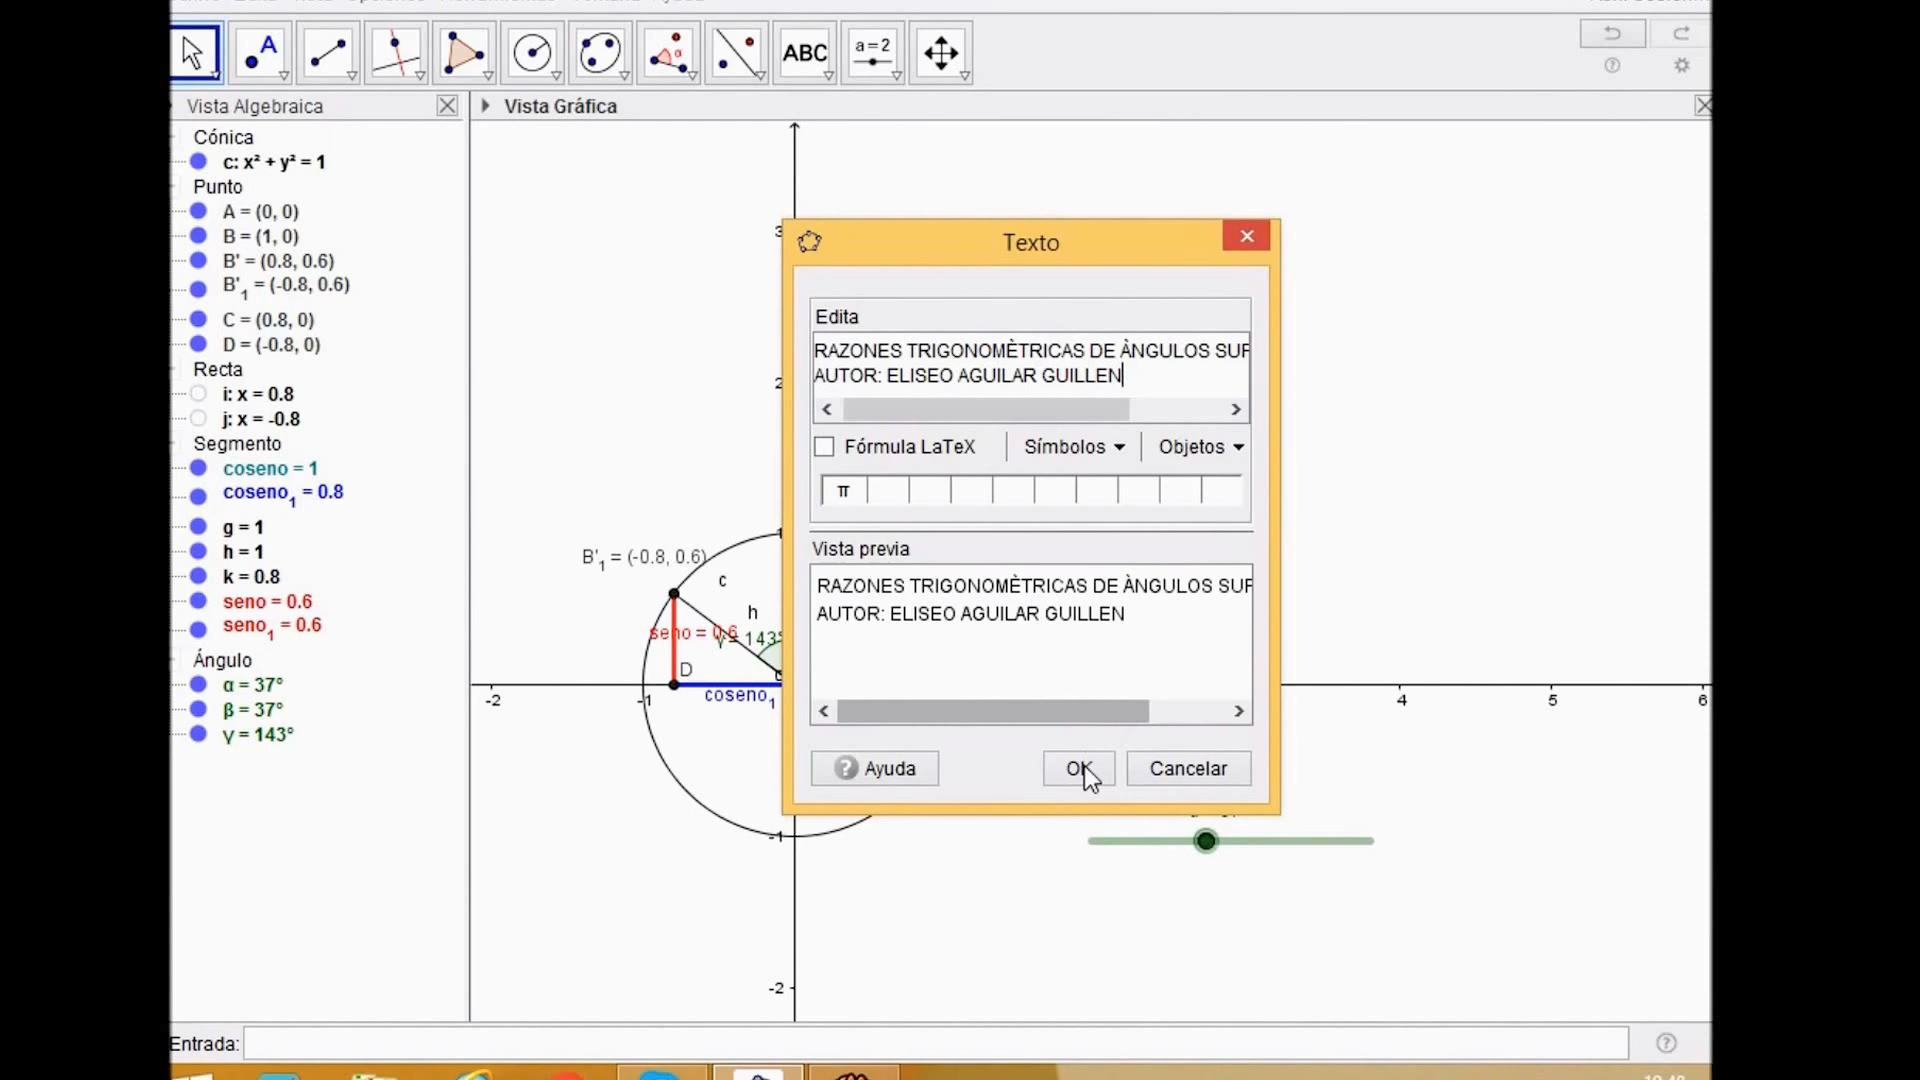 ABC
a=2
Vista Algebraica
Vista Gráfica
Cónica
c: x² + y² = 1
Punto
A = (0, 0)
B = (1, 0)
B' = (0.8, 0.6)
B'₁ = (-0.8, 0.6)
C = (0.8, 0)
D = (-0.8, 0)
Recta
i: x = 0.8
j: x = -0.8
Segmento
coseno = 1
coseno₁ = 0.8
g = 1
h = 1
k = 0.8
seno = 0.6
seno₁ = 0.6
Ángulo
α = 37°
β = 37°
γ = 143°
3
2
B'₁ = (-0.8, 0.6)
c
h
seno = 0.6
γ = 143°
D
coseno₁
-2
-1
4
5
6
-1
-2
Texto
Edita
RAZONES TRIGONOMÈTRICAS DE ÀNGULOS SUP
AUTOR: ELISEO AGUILAR GUILLEN
Fórmula LaTeX
Símbolos
Objetos
π
Vista previa
RAZONES TRIGONOMÈTRICAS DE ÀNGULOS SUP
AUTOR: ELISEO AGUILAR GUILLEN
Ayuda
OK
Cancelar
Entrada: